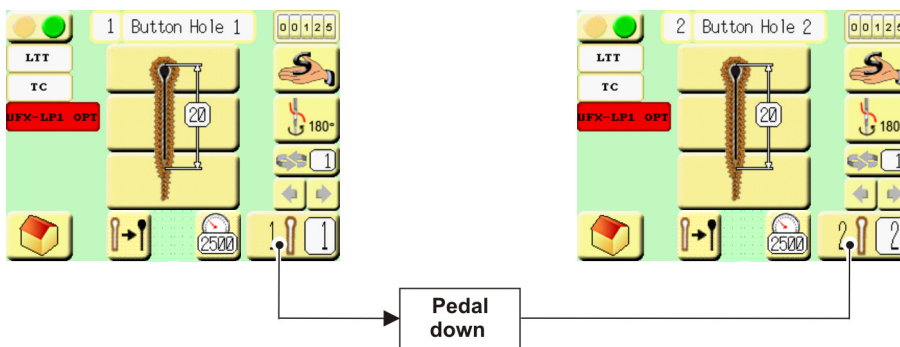 1 Button Hole 1
00125
LTT
TC
UFX-LP1 OPT
20
180°
1
2500
1 1
2 Button Hole 2
0012
LTT
TC
UFX-LP1 OPT
20
180
1
2500
2 2
Pedal
down